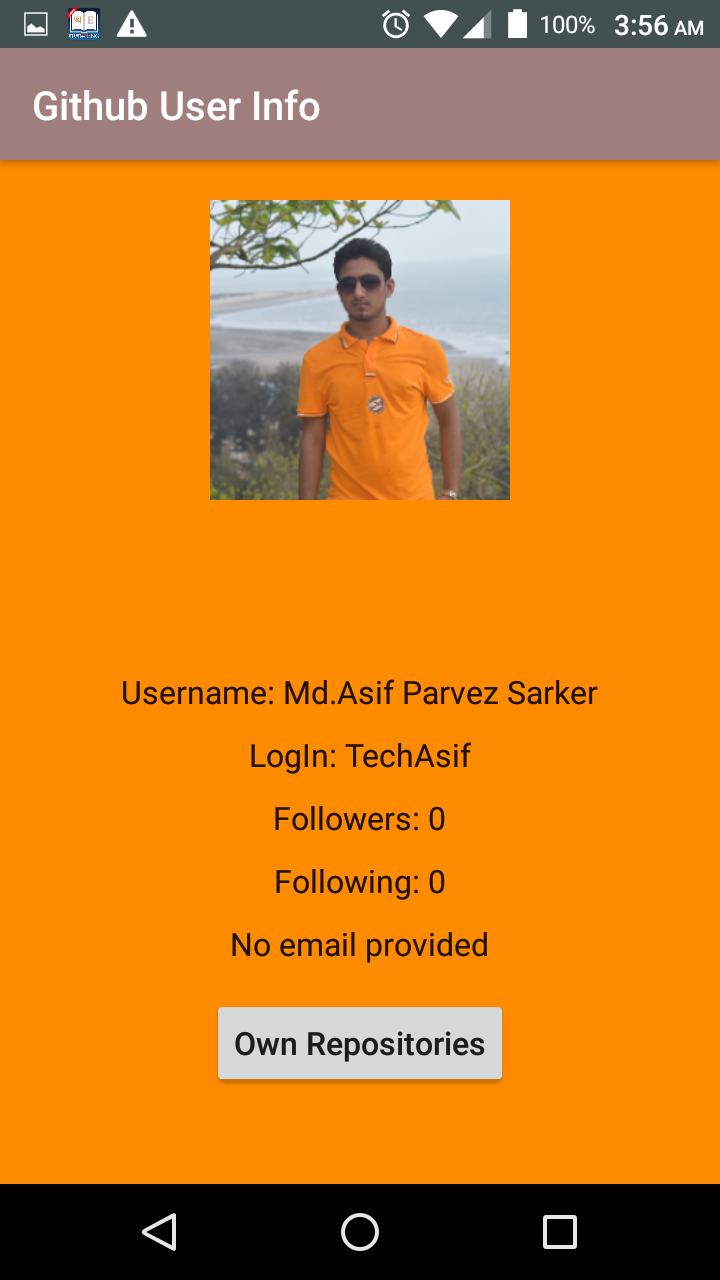 100% 3:56 AM
Github User Info
Username: Md.Asif Parvez Sarker
LogIn: TechAsif
Followers: 0
Following: 0
No email provided
Own Repositories